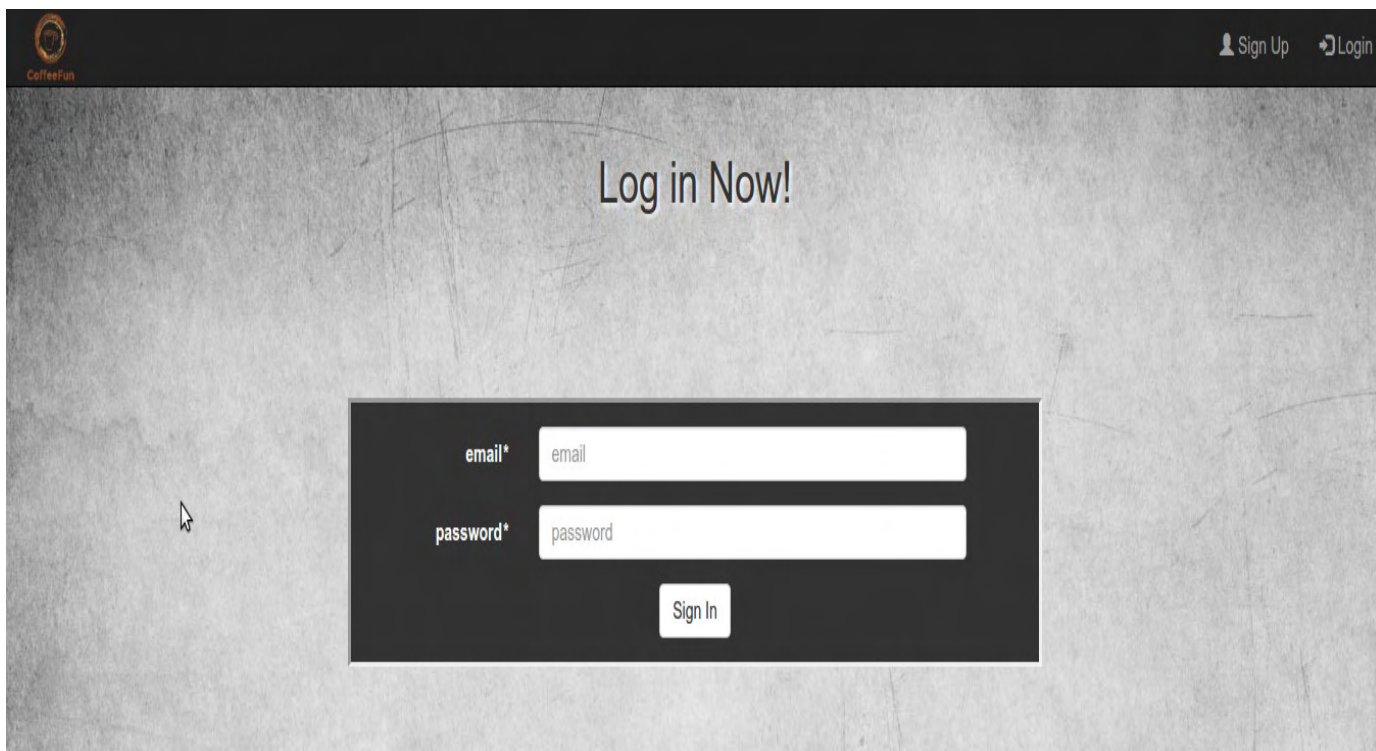 CoffeeFun
Sign Up Login
Log in Now!
email* email
password* password
Sign In